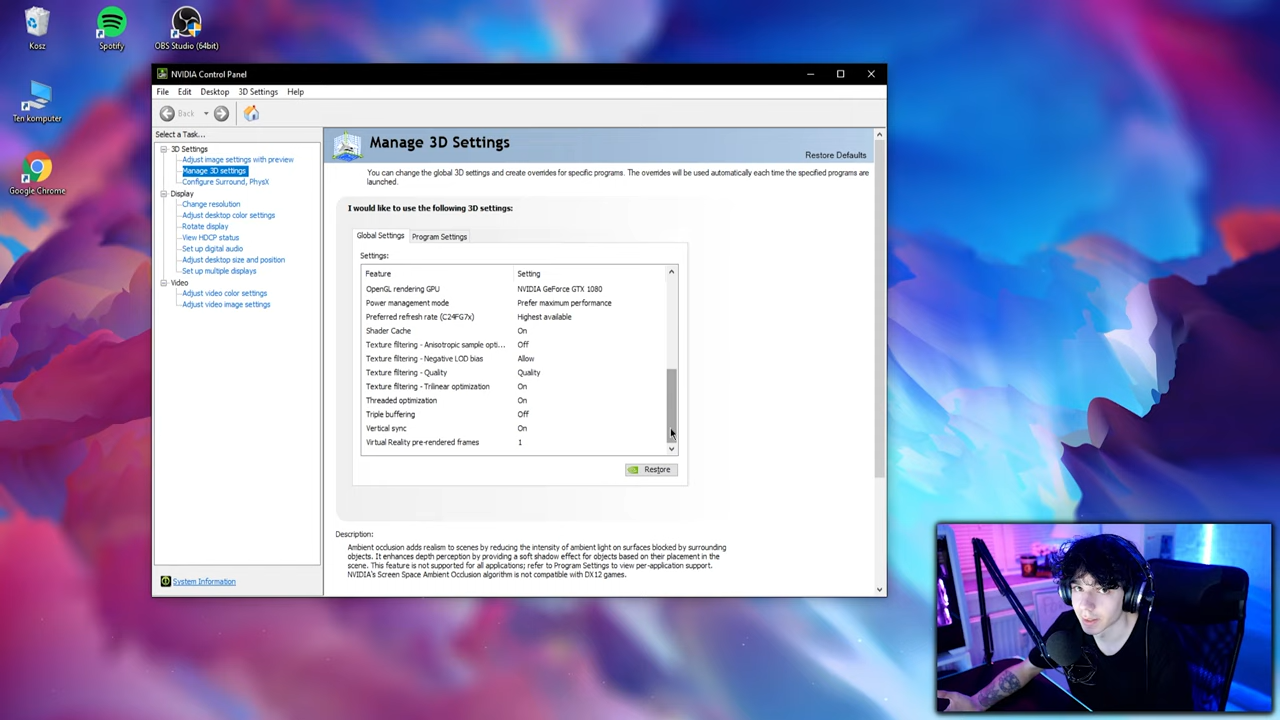 Kosz
Spotify
OBS Studio (64bit)
Ten komputer
Google Chrome
NVIDIA Control Panel
File Edit Desktop 3D Settings Help
Back
Select a Task...
3D Settings
Adjust image settings with preview
Manage 3D settings
Configure Surround, PhysX
Display
Change resolution
Adjust desktop color settings
Rotate display
View HDCP status
Set up digital audio
Adjust desktop size and position
Set up multiple displays
Video
Adjust video color settings
Adjust video image settings
System Information
Manage 3D Settings
Restore Defaults
You can change the global 3D settings and create overrides for specific programs. The overrides will be used automatically each time the specified programs are
launched.
I would like to use the following 3D settings:
Global Settings Program Settings
Settings:
Feature Setting
OpenGL rendering GPU NVIDIA GeForce GTX 1080
Power management mode Prefer maximum performance
Preferred refresh rate (C24FG7x) Highest available
Shader Cache On
Texture filtering - Anisotropic sample opti... Off
Texture filtering - Negative LOD bias Allow
Texture filtering - Quality Quality
Texture filtering - Trilinear optimization On
Threaded optimization On
Triple buffering Off
Vertical sync On
Virtual Reality pre-rendered frames 1
Restore
Description:
Ambient occlusion adds realism to scenes by reducing the intensity of ambient light on surfaces blocked by surrounding
objects. It enhances depth perception by providing a soft shadow effect for objects based on their placement in the
scene. This feature is not supported for all applications; refer to Program Settings to view per-application support.
NVIDIA's Screen Space Ambient Occlusion algorithm is not compatible with DX12 games.